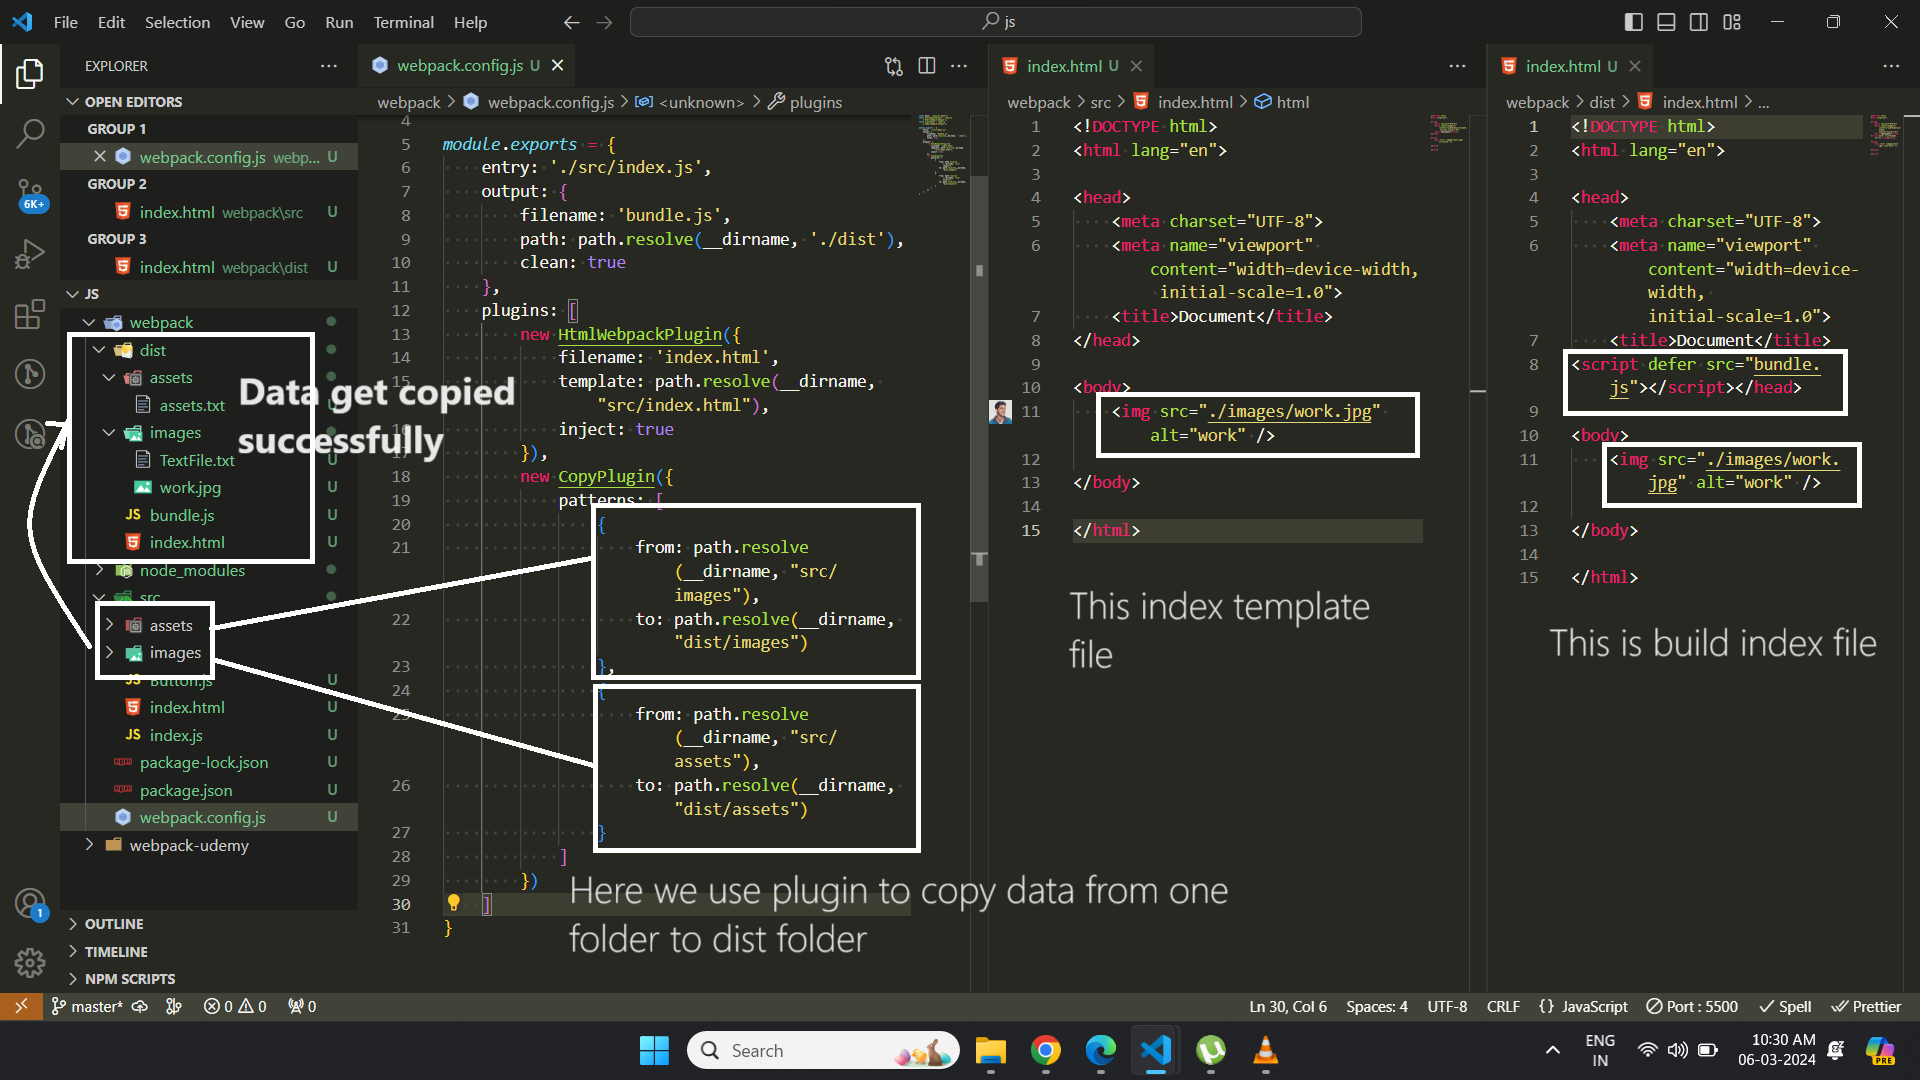 File Edit Selection View Go Run Terminal Help
js
EXPLORER
OPEN EDITORS
GROUP 1
webpack.config.js webp... U
GROUP 2
index.html webpack\src U
GROUP 3
index.html webpack\dist U
JS
webpack
dist
assets
assets.txt
images
TextFile.txt U
work.jpg U
bundle.js U
index.html U
node_modules
src
assets
images
Button.js U
index.html U
index.js U
package-lock.json U
package.json U
webpack.config.js U
webpack-udemy
OUTLINE
TIMELINE
NPM SCRIPTS
6K+
1
Data get copied
successfully
webpack.config.js U
webpack > webpack.config.js > <unknown> > plugins
4
5 module.exports = {
6 entry: './src/index.js',
7 output: {
8 filename: 'bundle.js',
9 path: path.resolve(__dirname, './dist'),
10 clean: true
11 },
12 plugins: [
13 new HtmlWebpackPlugin({
14 filename: 'index.html',
15 template: path.resolve(__dirname,
"src/index.html"),
16 inject: true
17 }),
18 new CopyPlugin({
19 patterns: [
20 {
21 from: path.resolve
(__dirname, "src/
images"),
22 to: path.resolve(__dirname,
"dist/images")
23 },
24 {
25 from: path.resolve
(__dirname, "src/
assets"),
26 to: path.resolve(__dirname,
"dist/assets")
27 }
28 ]
29 })
30 ]
31 }
Here we use plugin to copy data from one
folder to dist folder
index.html U
webpack > src > index.html > html
1 <!DOCTYPE html>
2 <html lang="en">
3
4 <head>
5 <meta charset="UTF-8">
6 <meta name="viewport"
content="width=device-width,
initial-scale=1.0">
7 <title>Document</title>
8 </head>
9
10 <body>
11 <img src="./images/work.jpg"
alt="work" />
12
13 </body>
14
15 </html>
This index template
file
index.html U
webpack > dist > index.html > ...
1 <!DOCTYPE html>
2 <html lang="en">
3
4 <head>
5 <meta charset="UTF-8">
6 <meta name="viewport"
content="width=device-
width,
initial-scale=1.0">
7 <title>Document</title>
8 <script defer src="bundle.
js"></script></head>
9
10 <body>
11 <img src="./images/work.
jpg" alt="work" />
12
13 </body>
14
15 </html>
This is build index file
master* 0 0 0
Ln 30, Col 6 Spaces: 4 UTF-8 CRLF {} JavaScript Port : 5500 Spell Prettier
Search
ENG
IN
10:30 AM
06-03-2024
PRE